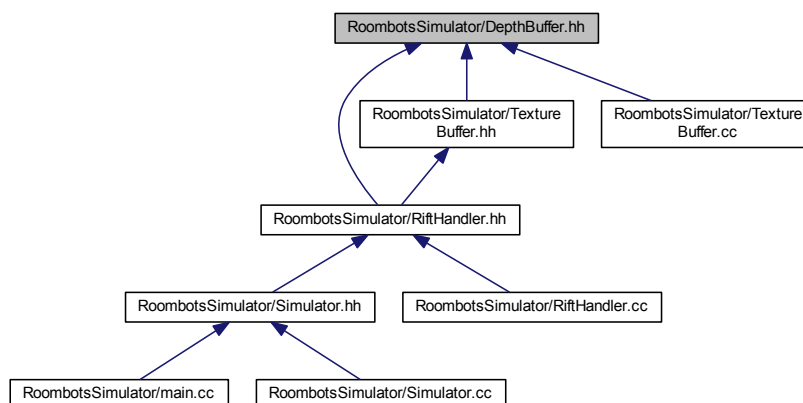 RoombotsSimulator/DepthBuffer.hh
RoombotsSimulator/Texture
Buffer.hh
RoombotsSimulator/Texture
Buffer.cc
RoombotsSimulator/RiftHandler.hh
RoombotsSimulator/Simulator.hh
RoombotsSimulator/RiftHandler.cc
RoombotsSimulator/main.cc
RoombotsSimulator/Simulator.cc